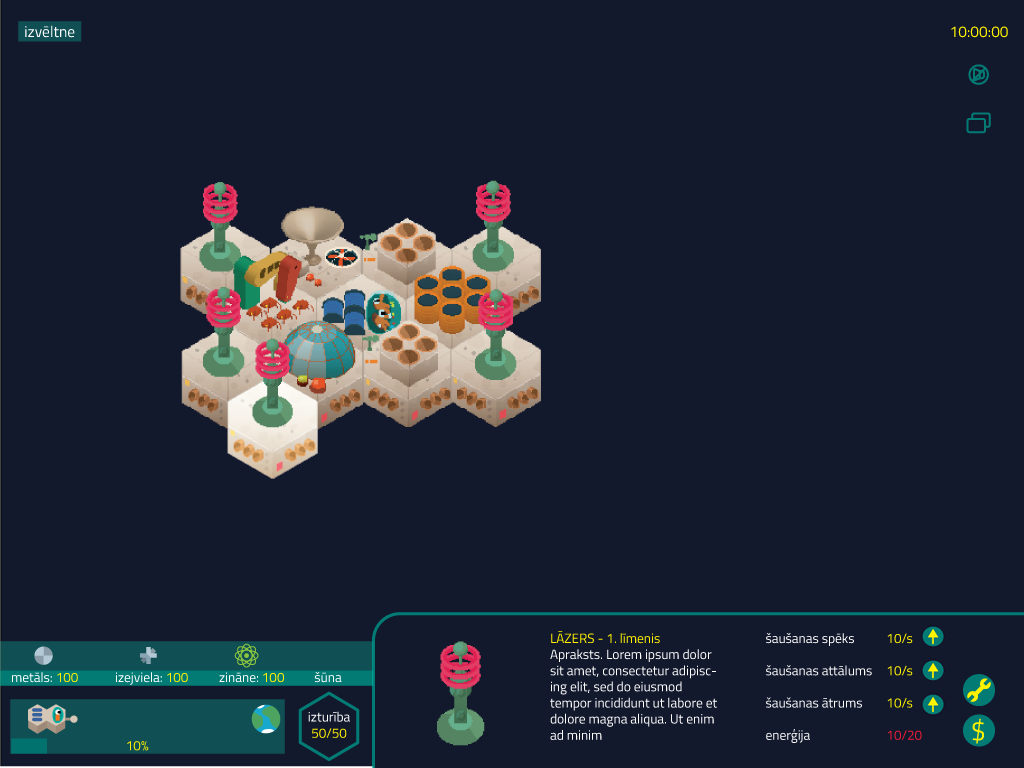 izvēltne
10:00:00
metāls: 100
izejviela: 100
zināne: 100
šūna
10%
izturība
50/50
LĀZERS - 1. līmenis
Apraksts. Lorem ipsum dolor
sit amet, consectetur adipisc-
ing elit, sed do eiusmod
tempor incididunt ut labore et
dolore magna aliqua. Ut enim
ad minim
šaušanas spēks 10/s
šaušanas attālums 10/s
šaušanas ātrums 10/s
enerģija 10/20
$